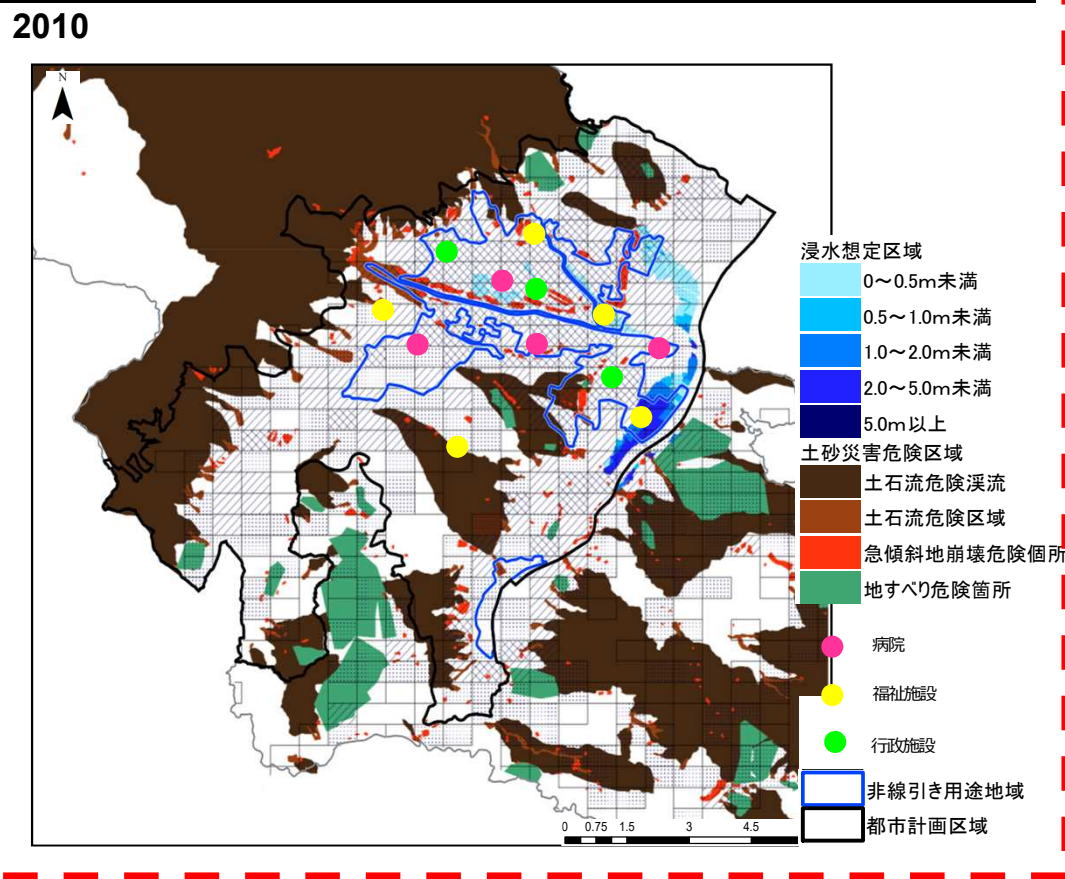 2010
N
浸水想定区域
0～0.5m未満
0.5～1.0m未満
1.0～2.0m未満
2.0～5.0m未満
5.0m以上
土砂災害危険区域
土石流危険渓流
土石流危険区域
急傾斜地崩壊危険個所
地すべり危険箇所
病院
福祉施設
行政施設
非線引き用途地域
都市計画区域
0 0.75 1.5 3 4.5